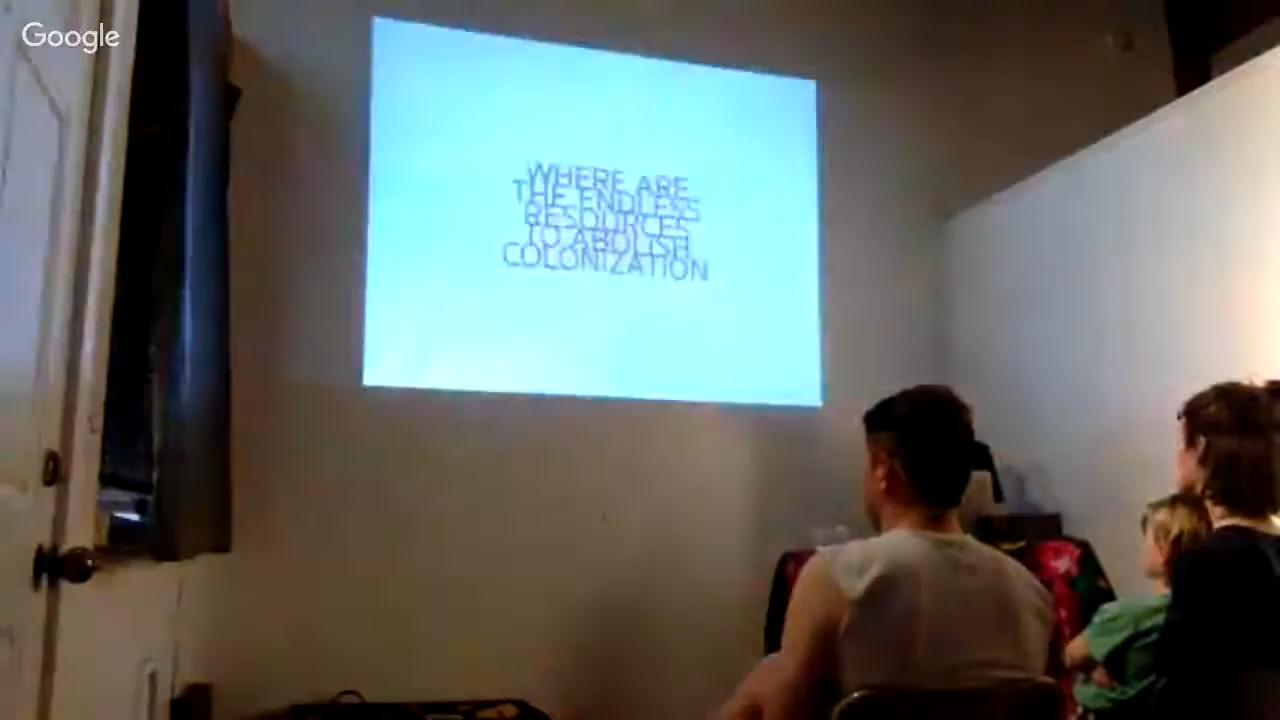 Google
WHERE ARE
THE ENDLESS
RESOURCES
TO ABOLISH
COLONIZATION